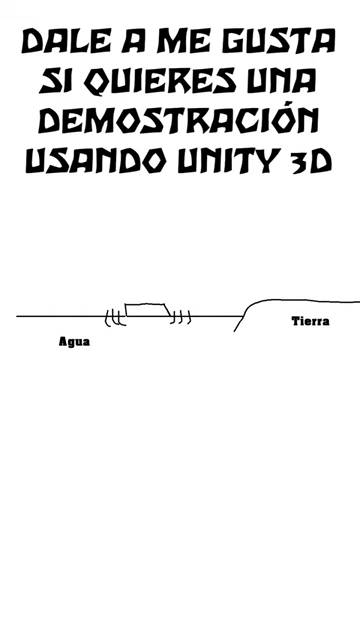 DALE A ME GUSTA
SI QUIERES UNA
DEMOSTRACIÓN
USANDO UNITY 3D
Tierra
Agua